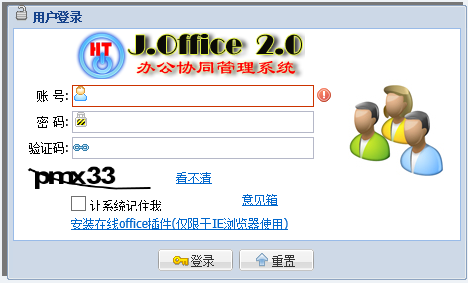 用户登录
HT J.Office 2.0
办公协同管理系统
账 号:
密 码:
验证码:
pmx33 看不清
让系统记住我 意见箱
安装在线office插件(仅限于IE浏览器使用)
登录 重置